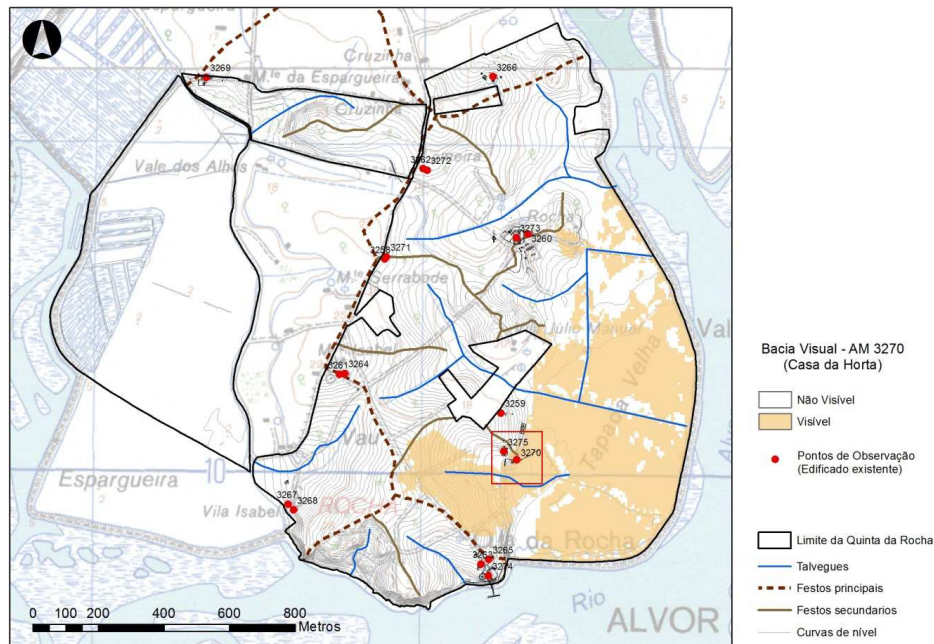 3269
3266
Cruzinha
M.te da Espargueira
Cruzinha
3262 3272
Vale dos Alhos
Rocha
3273
3260
3258 3271
M.te Serrabode
Júlio Manuel
3261 3264
3259
Tapada Velha
Vau
3275
3270
10
Espargueira
3267
3268
Vila Isabel
ROCHA
da Rocha
3263 3265
3274
Rio
ALVOR
0 100 200 400 600 800
Metros
Bacia Visual - AM 3270
(Casa da Horta)
Não Visível
Visível
Pontos de Observação
(Edificado existente)
Limite da Quinta da Rocha
Talvegues
Festos principais
Festos secundarios
Curvas de nível